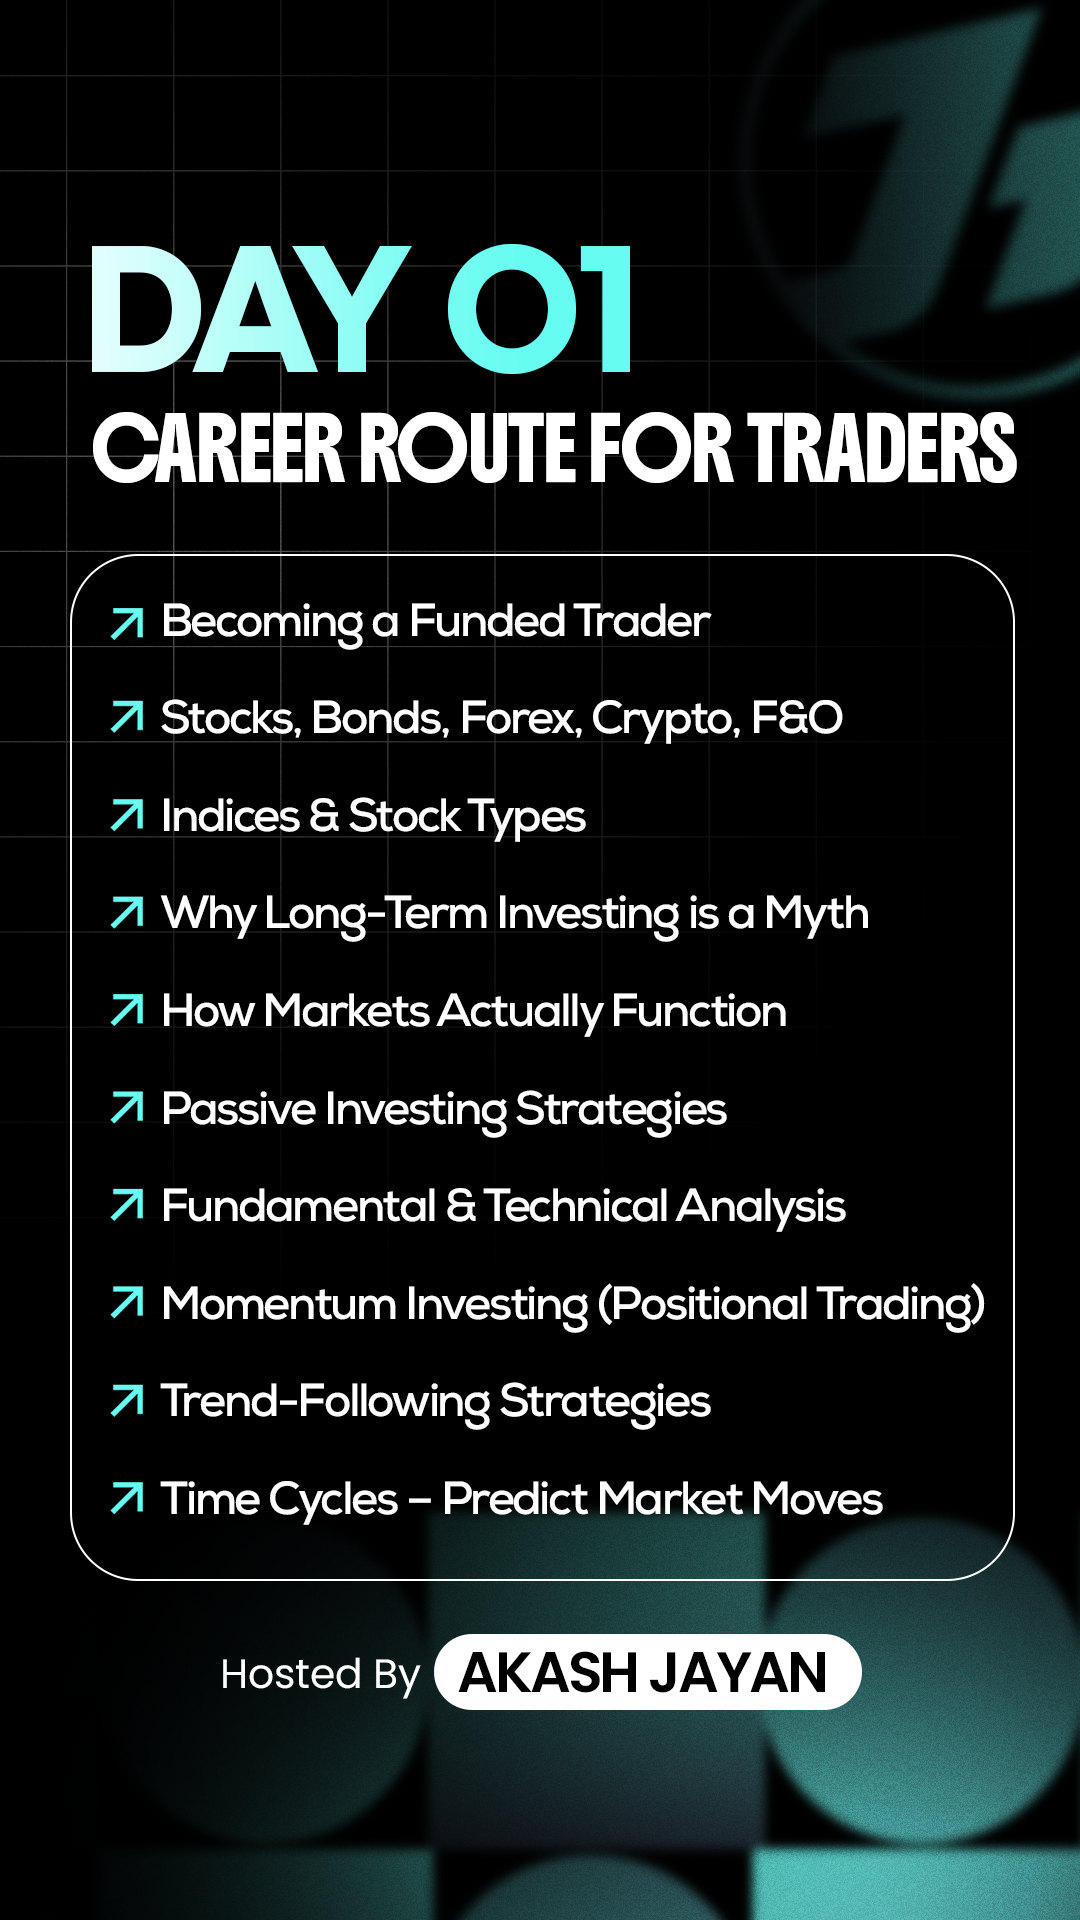 DAY 01
CAREER ROUTE FOR TRADERS
Becoming a Funded Trader
Stocks, Bonds, Forex, Crypto, F&O
Indices & Stock Types
Why Long-Term Investing is a Myth
How Markets Actually Function
Passive Investing Strategies
Fundamental & Technical Analysis
Momentum Investing (Positional Trading)
Trend-Following Strategies
Time Cycles – Predict Market Moves
Hosted By AKASH JAYAN